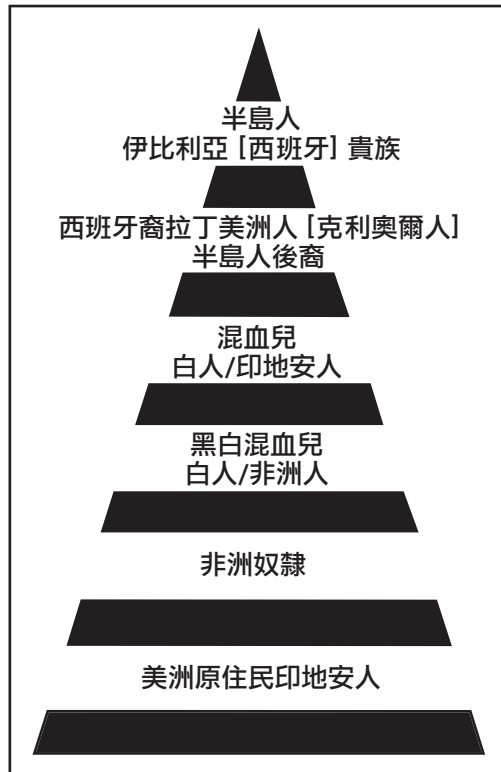 半島人
伊比利亞 [西班牙] 貴族
西班牙裔拉丁美洲人 [克利奧爾人]
半島人後裔
混血兒
白人/印地安人
黑白混血兒
白人/非洲人
非洲奴隸
美洲原住民印地安人